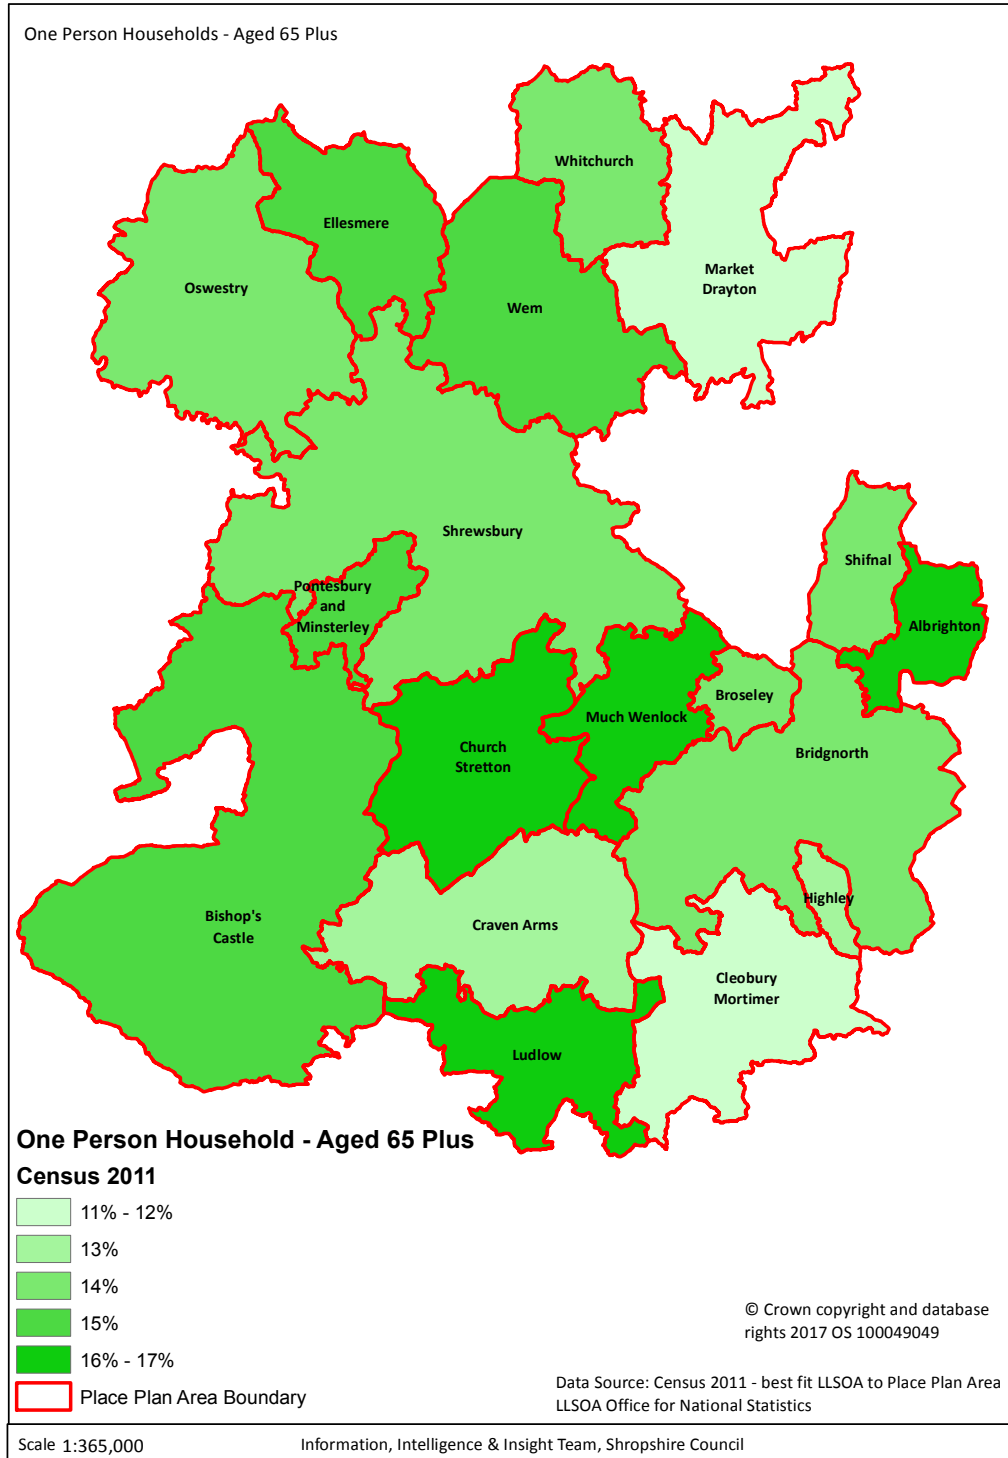 One Person Households - Aged 65 Plus
Whitchurch
Ellesmere
Market
Drayton
Oswestry
Wem
Shrewsbury
Shifnal
Pontesbury
and
Minsterley
Albrighton
Broseley
Much Wenlock
Church
Stretton
Bridgnorth
Highley
Bishop's
Castle
Craven Arms
Cleobury
Mortimer
Ludlow
One Person Household - Aged 65 Plus
Census 2011
11% - 12%
13%
14%
15%
16% - 17%
Place Plan Area Boundary
© Crown copyright and database
rights 2017 OS 100049049
Data Source: Census 2011 - best fit LLSOA to Place Plan Area
LLSOA Office for National Statistics
Scale 1:365,000
Information, Intelligence & Insight Team, Shropshire Council